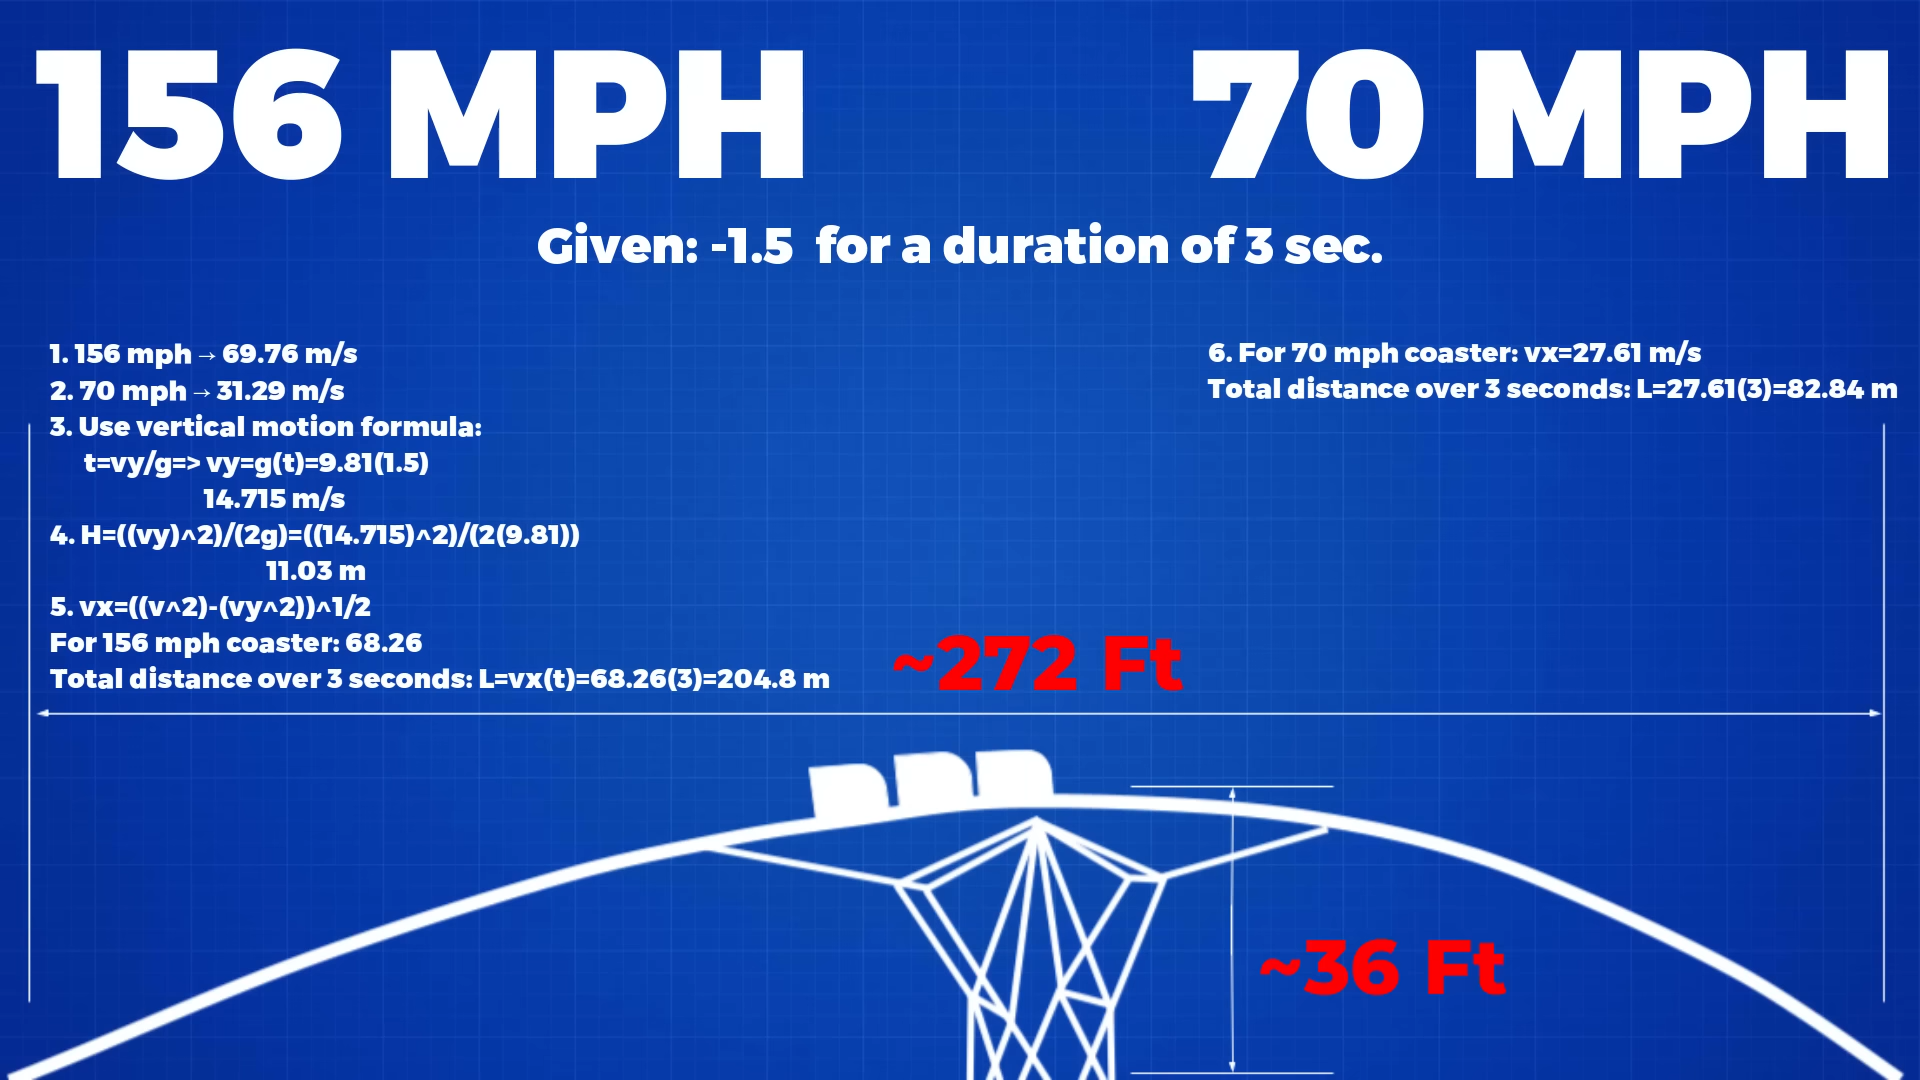 156 MPH
70 MPH
Given: -1.5 for a duration of 3 sec.
1. 156 mph → 69.76 m/s
2. 70 mph → 31.29 m/s
3. Use vertical motion formula:
t=vy/g=> vy=g(t)=9.81(1.5)
14.715 m/s
4. H=((vy)^2)/(2g)=((14.715)^2)/(2(9.81))
11.03 m
5. vx=((v^2)-(vy^2))^1/2
For 156 mph coaster: 68.26
Total distance over 3 seconds: L=vx(t)=68.26(3)=204.8 m
6. For 70 mph coaster: vx=27.61 m/s
Total distance over 3 seconds: L=27.61(3)=82.84 m
~272 Ft
~36 Ft